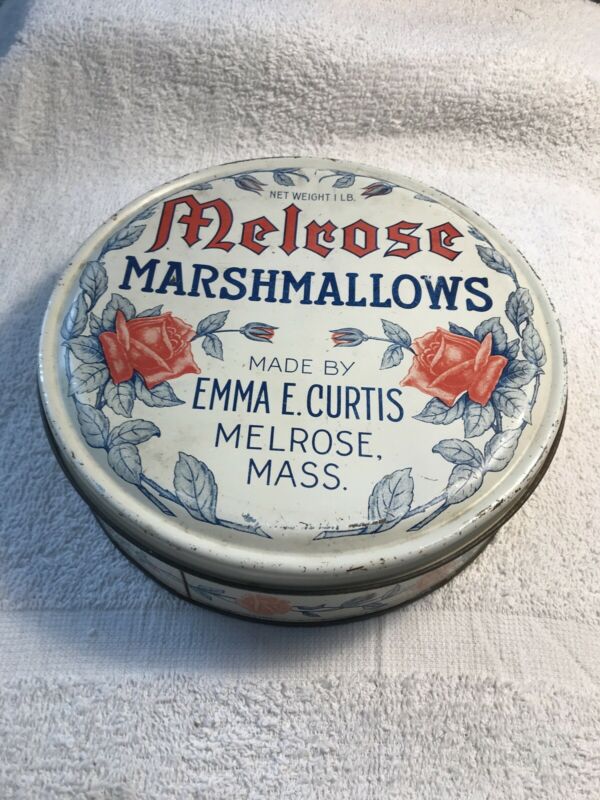 NET WEIGHT 1 LB.
Melrose
MARSHMALLOWS
MADE BY
EMMA E. CURTIS
MELROSE,
MASS.